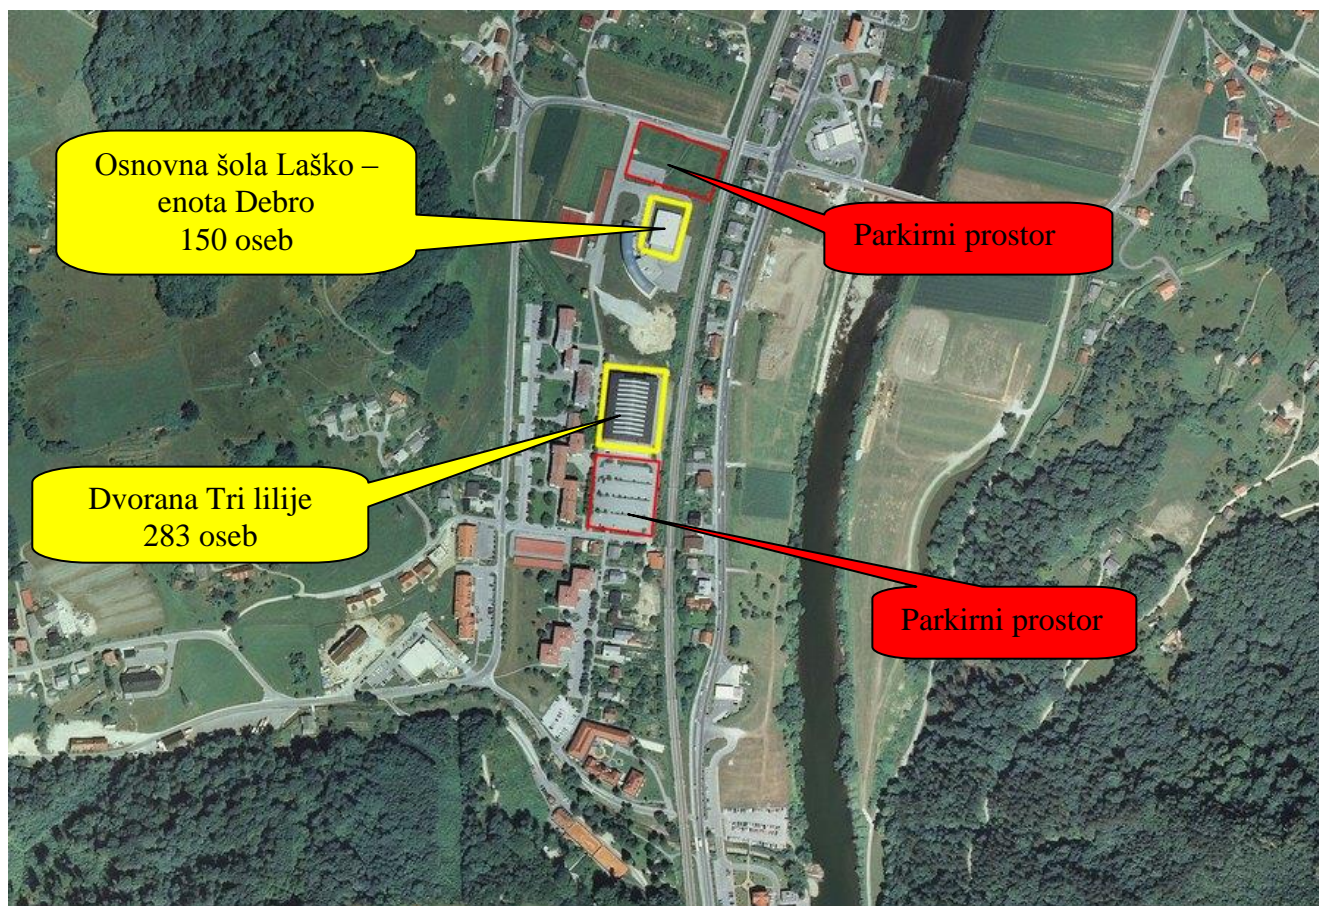 Osnovna šola Laško –
enota Debro
150 oseb
Parkirni prostor
Dvorana Tri lilije
283 oseb
Parkirni prostor